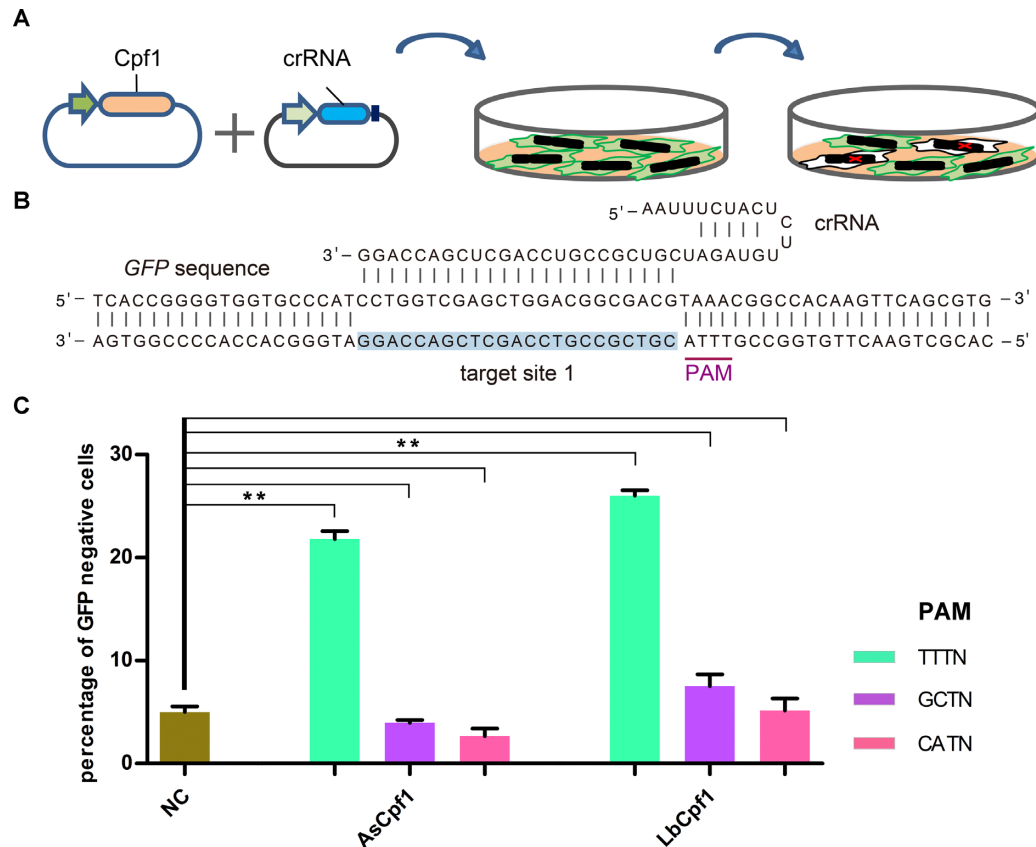 A
Cpf1
crRNA
B
5'– AAUUUCUACU
C
U
crRNA
3'– GGACCAGCUCGACCUGCCGCUGCUAGAUGU
GFP sequence
5'– TCACCGGGGTGGTGCCCATCCTGGTCGAGCTGGACGGCGACGTAAACGGCCACAAGTTCAGCGTG –3'
3'– AGTGGCCCCACCACGGGTAGGACCAGCTCGACCTGCCGCTGCATTTGCCGGTGTTCAAGTCGCAC –5'
target site 1
PAM
C
percentage of GFP negative cells
30
20
10
0
**
**
NC
AsCpf1
LbCpf1
PAM
TTTN
GCTN
CATN